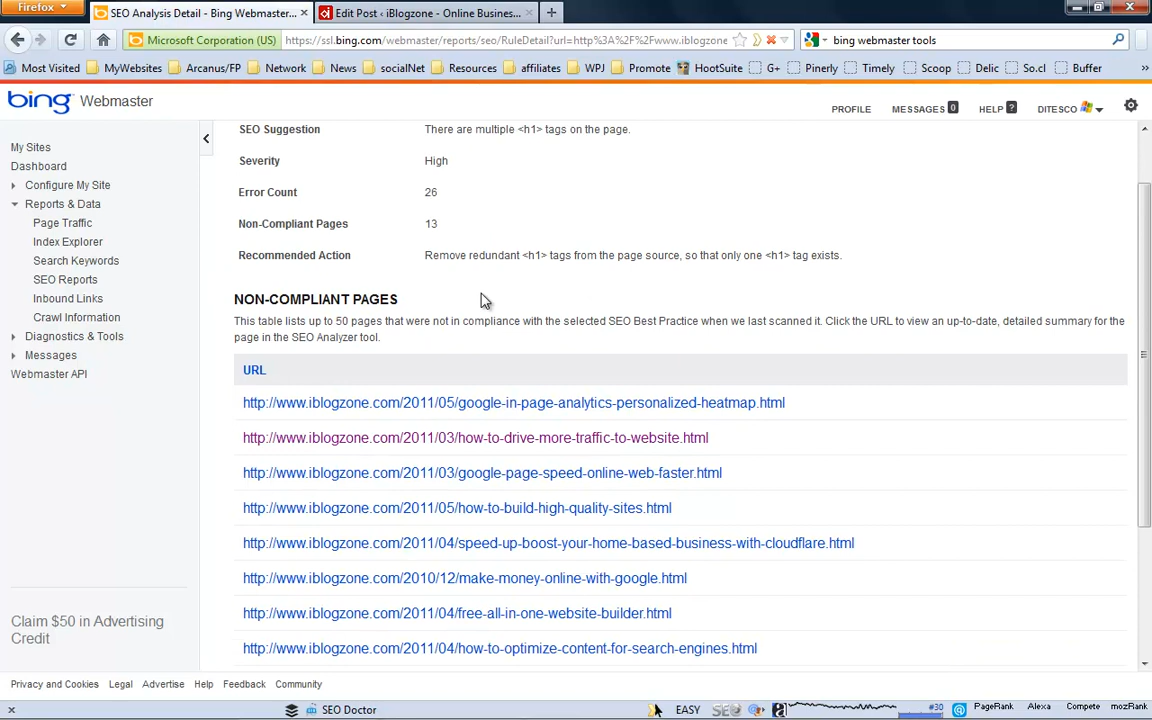 Firefox
SEO Analysis Detail - Bing Webmaster... ×
Edit Post ‹ iBlogzone - Online Busines... ×
Microsoft Corporation (US) https://ssl.bing.com/webmaster/reports/seo/RuleDetail?url=http%3A%2F%2Fwww.iblogzone
bing webmaster tools
Most Visited MyWebsites Arcanus/FP Network News socialNet Resources affiliates WPJ Promote HootSuite G+ Pinerly Timely Scoop Delic So.cl Buffer »
bing Webmaster
PROFILE MESSAGES 0 HELP ? DITESCO
SEO Suggestion There are multiple <h1> tags on the page.
My Sites
Dashboard
Configure My Site
Reports & Data
Page Traffic
Index Explorer
Search Keywords
SEO Reports
Inbound Links
Crawl Information
Diagnostics & Tools
Messages
Webmaster API
Severity High
Error Count 26
Non-Compliant Pages 13
Recommended Action Remove redundant <h1> tags from the page source, so that only one <h1> tag exists.
NON-COMPLIANT PAGES
This table lists up to 50 pages that were not in compliance with the selected SEO Best Practice when we last scanned it. Click the URL to view an up-to-date, detailed summary for the
page in the SEO Analyzer tool.
URL
http://www.iblogzone.com/2011/05/google-in-page-analytics-personalized-heatmap.html
http://www.iblogzone.com/2011/03/how-to-drive-more-traffic-to-website.html
http://www.iblogzone.com/2011/03/google-page-speed-online-web-faster.html
http://www.iblogzone.com/2011/05/how-to-build-high-quality-sites.html
http://www.iblogzone.com/2011/04/speed-up-boost-your-home-based-business-with-cloudflare.html
http://www.iblogzone.com/2010/12/make-money-online-with-google.html
http://www.iblogzone.com/2011/04/free-all-in-one-website-builder.html
http://www.iblogzone.com/2011/04/how-to-optimize-content-for-search-engines.html
Claim $50 in Advertising
Credit
Privacy and Cookies Legal Advertise Help Feedback Community
× SEO Doctor EASY SEO #30 PageRank Alexa Compete mozRank